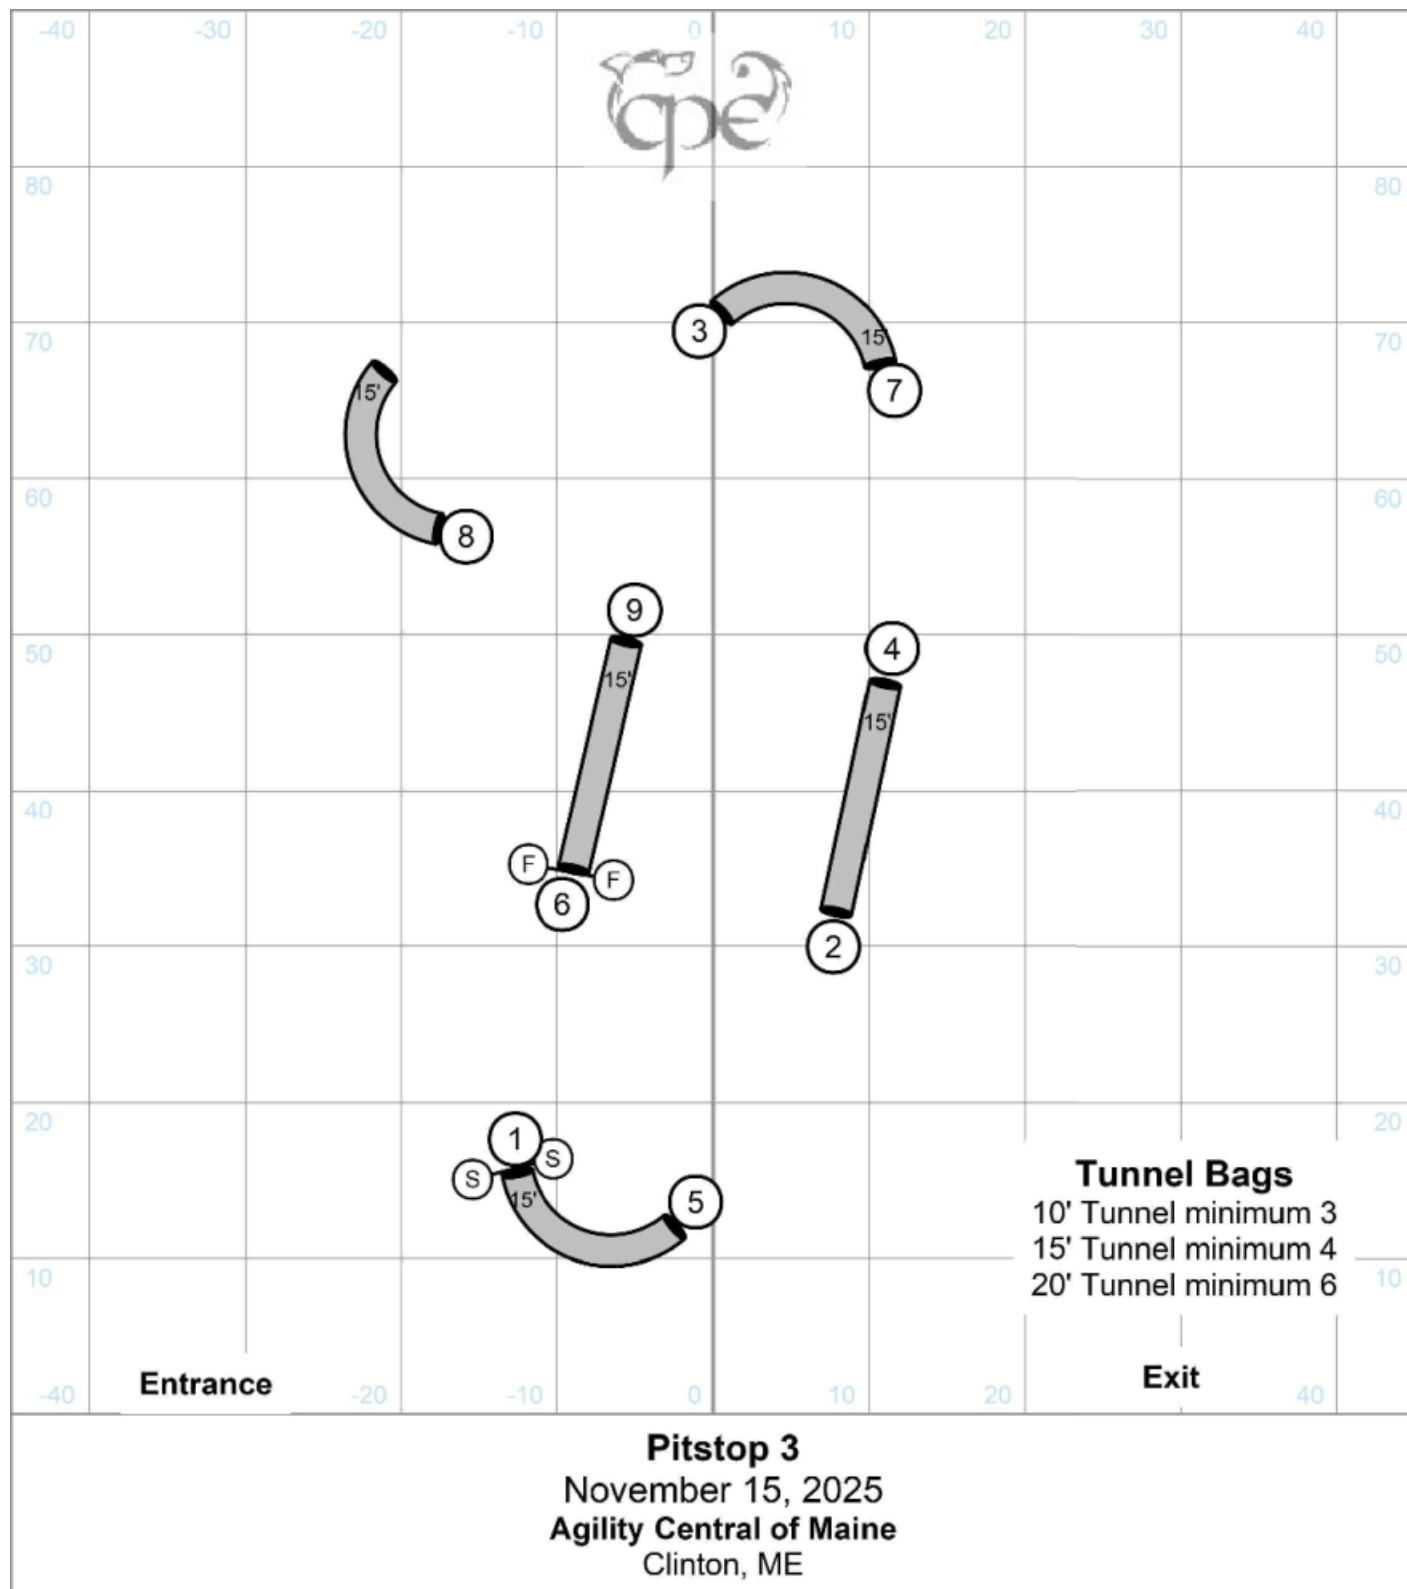 -40 -30 -20 -10 0 10 20 30 40
cpe
80 80
3 15'
70 70
15' 7
60 60
8
9
4
50 50
15'
15'
40 40
F F
6
2
30 30
20 20
1 S
S 15' 5
Tunnel Bags
10' Tunnel minimum 3
15' Tunnel minimum 4
20' Tunnel minimum 6
10 10
Entrance Exit
-40 -20 -10 0 10 20 40
Pitstop 3
November 15, 2025
Agility Central of Maine
Clinton, ME